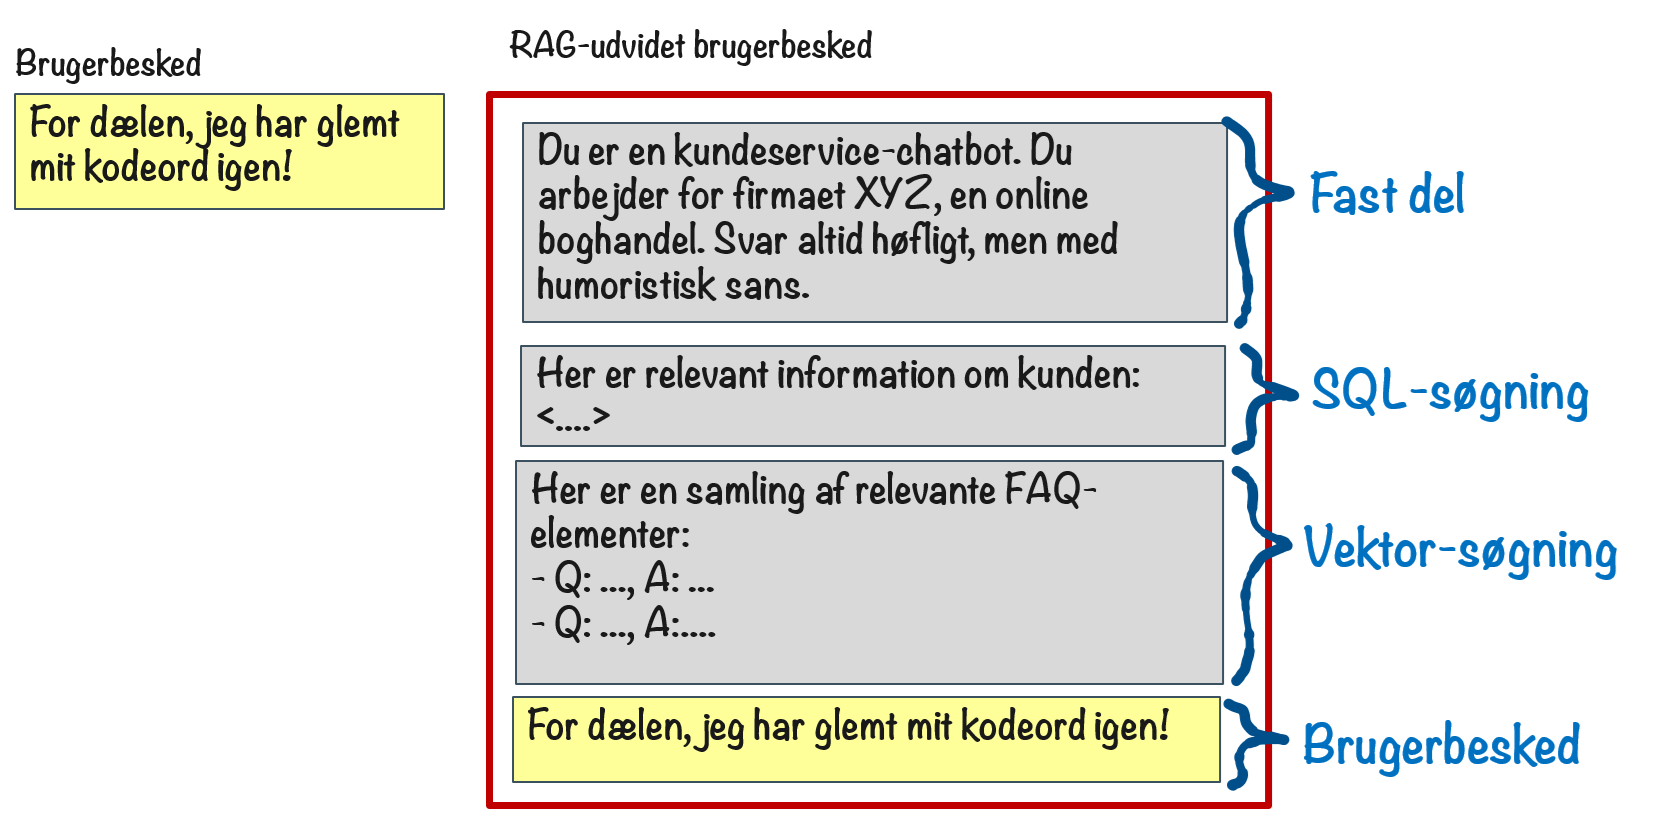 Brugerbesked
For dælen, jeg har glemt
mit kodeord igen!
RAG-udvidet brugerbesked
Du er en kundeservice-chatbot. Du
arbejder for firmaet XYZ, en online
boghandel. Svar altid høfligt, men med
humoristisk sans.
Fast del
Her er relevant information om kunden:
<....>
SQL-søgning
Her er en samling af relevante FAQ-
elementer:
- Q: ..., A: ...
- Q: ..., A:....
Vektor-søgning
For dælen, jeg har glemt mit kodeord igen!
Brugerbesked